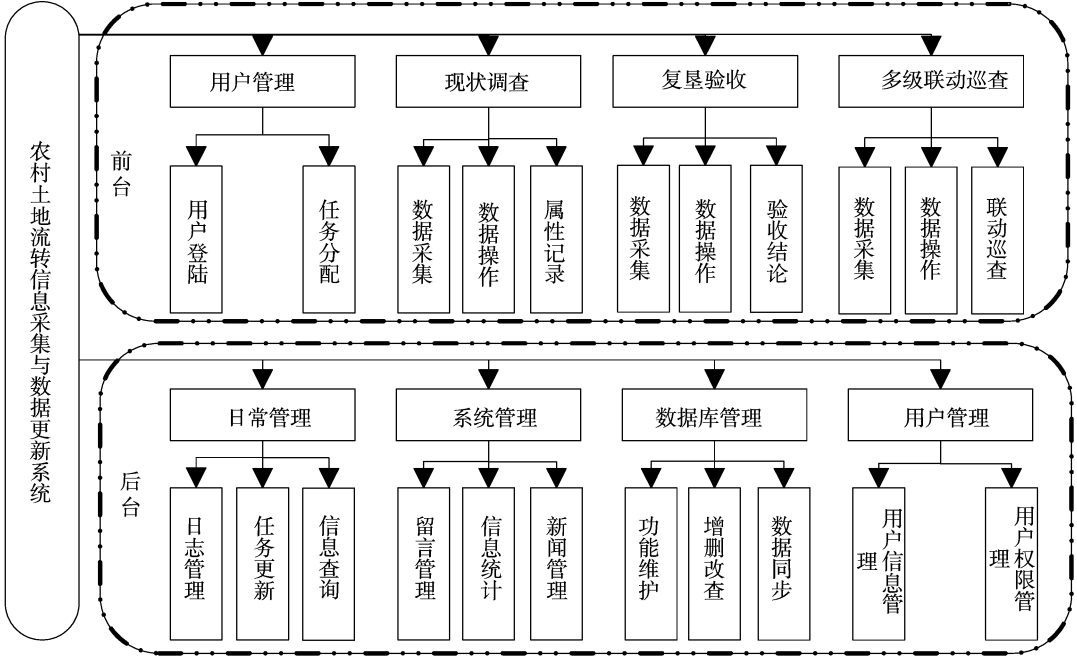 农村土地流转信息采集与数据更新系统
前台
用户管理
现状调查
复垦验收
多级联动巡查
用户登陆
任务分配
数据采集
数据操作
属性记录
数据采集
数据操作
验收结论
数据采集
数据操作
联动巡查
后台
日常管理
系统管理
数据库管理
用户管理
日志管理
任务更新
信息查询
留言管理
信息统计
新闻管理
功能维护
增删改查
数据同步
用户信息管
理
用户权限管
理